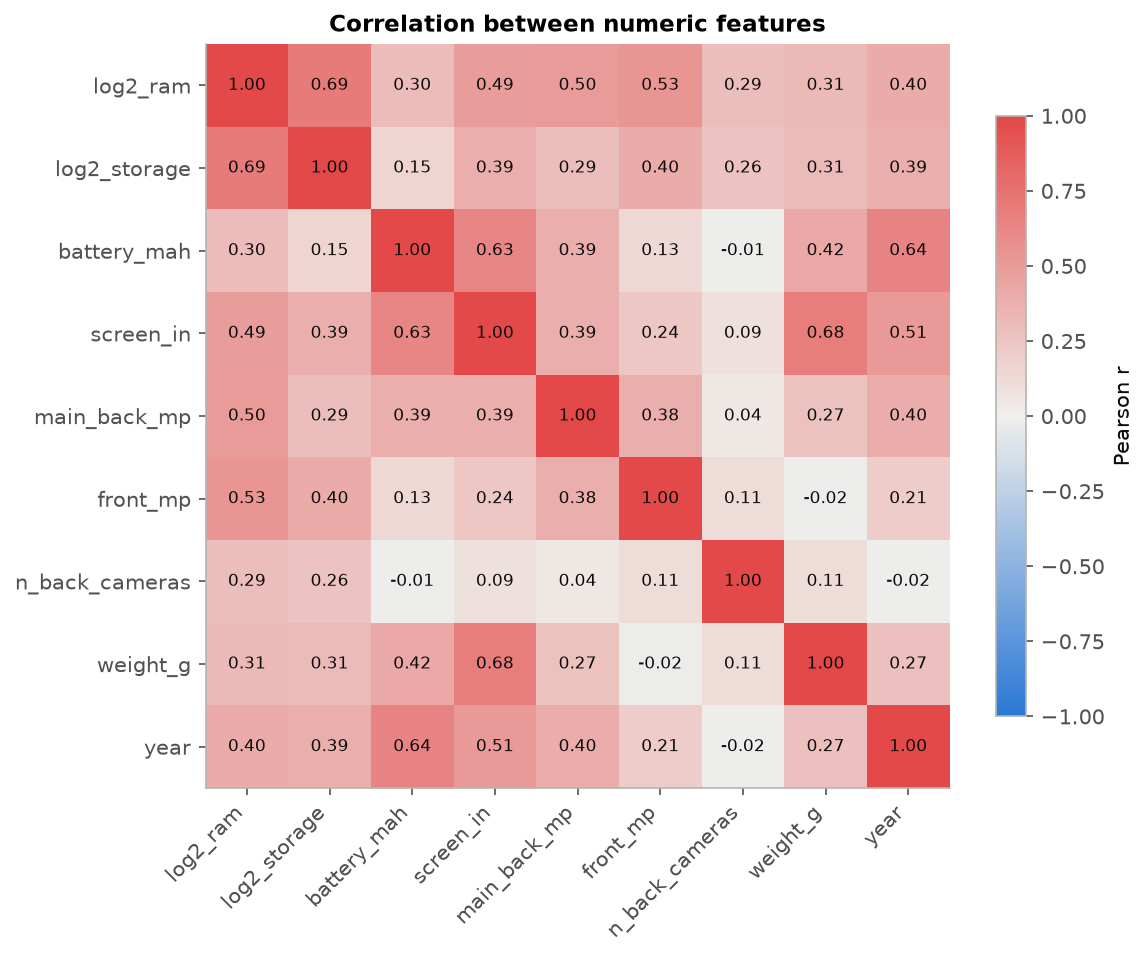 Correlation between numeric features
log2_ram 1.00 0.69 0.30 0.49 0.50 0.53 0.29 0.31 0.40
log2_storage 0.69 1.00 0.15 0.39 0.29 0.40 0.26 0.31 0.39
battery_mah 0.30 0.15 1.00 0.63 0.39 0.13 -0.01 0.42 0.64
screen_in 0.49 0.39 0.63 1.00 0.39 0.24 0.09 0.68 0.51
main_back_mp 0.50 0.29 0.39 0.39 1.00 0.38 0.04 0.27 0.40
front_mp 0.53 0.40 0.13 0.24 0.38 1.00 0.11 -0.02 0.21
n_back_cameras 0.29 0.26 -0.01 0.09 0.04 0.11 1.00 0.11 -0.02
weight_g 0.31 0.31 0.42 0.68 0.27 -0.02 0.11 1.00 0.27
year 0.40 0.39 0.64 0.51 0.40 0.21 -0.02 0.27 1.00
log2_ram
log2_storage
battery_mah
screen_in
main_back_mp
front_mp
n_back_cameras
weight_g
year
1.00
0.75
0.50
0.25
0.00
−0.25
−0.50
−0.75
−1.00
Pearson r